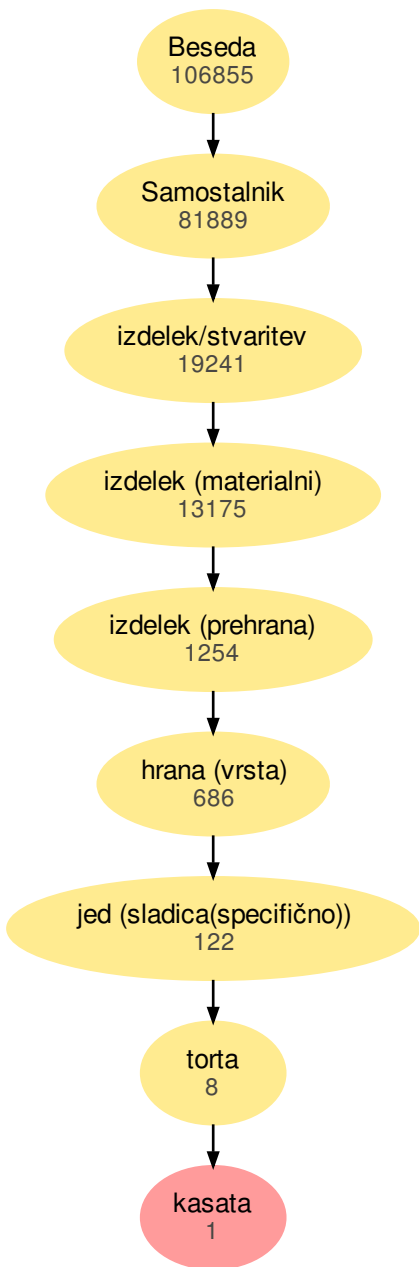 Beseda
106855
Samostalnik
81889
izdelek/stvaritev
19241
izdelek (materialni)
13175
izdelek (prehrana)
1254
hrana (vrsta)
686
jed (sladica(specifično))
122
torta
8
kasata
1